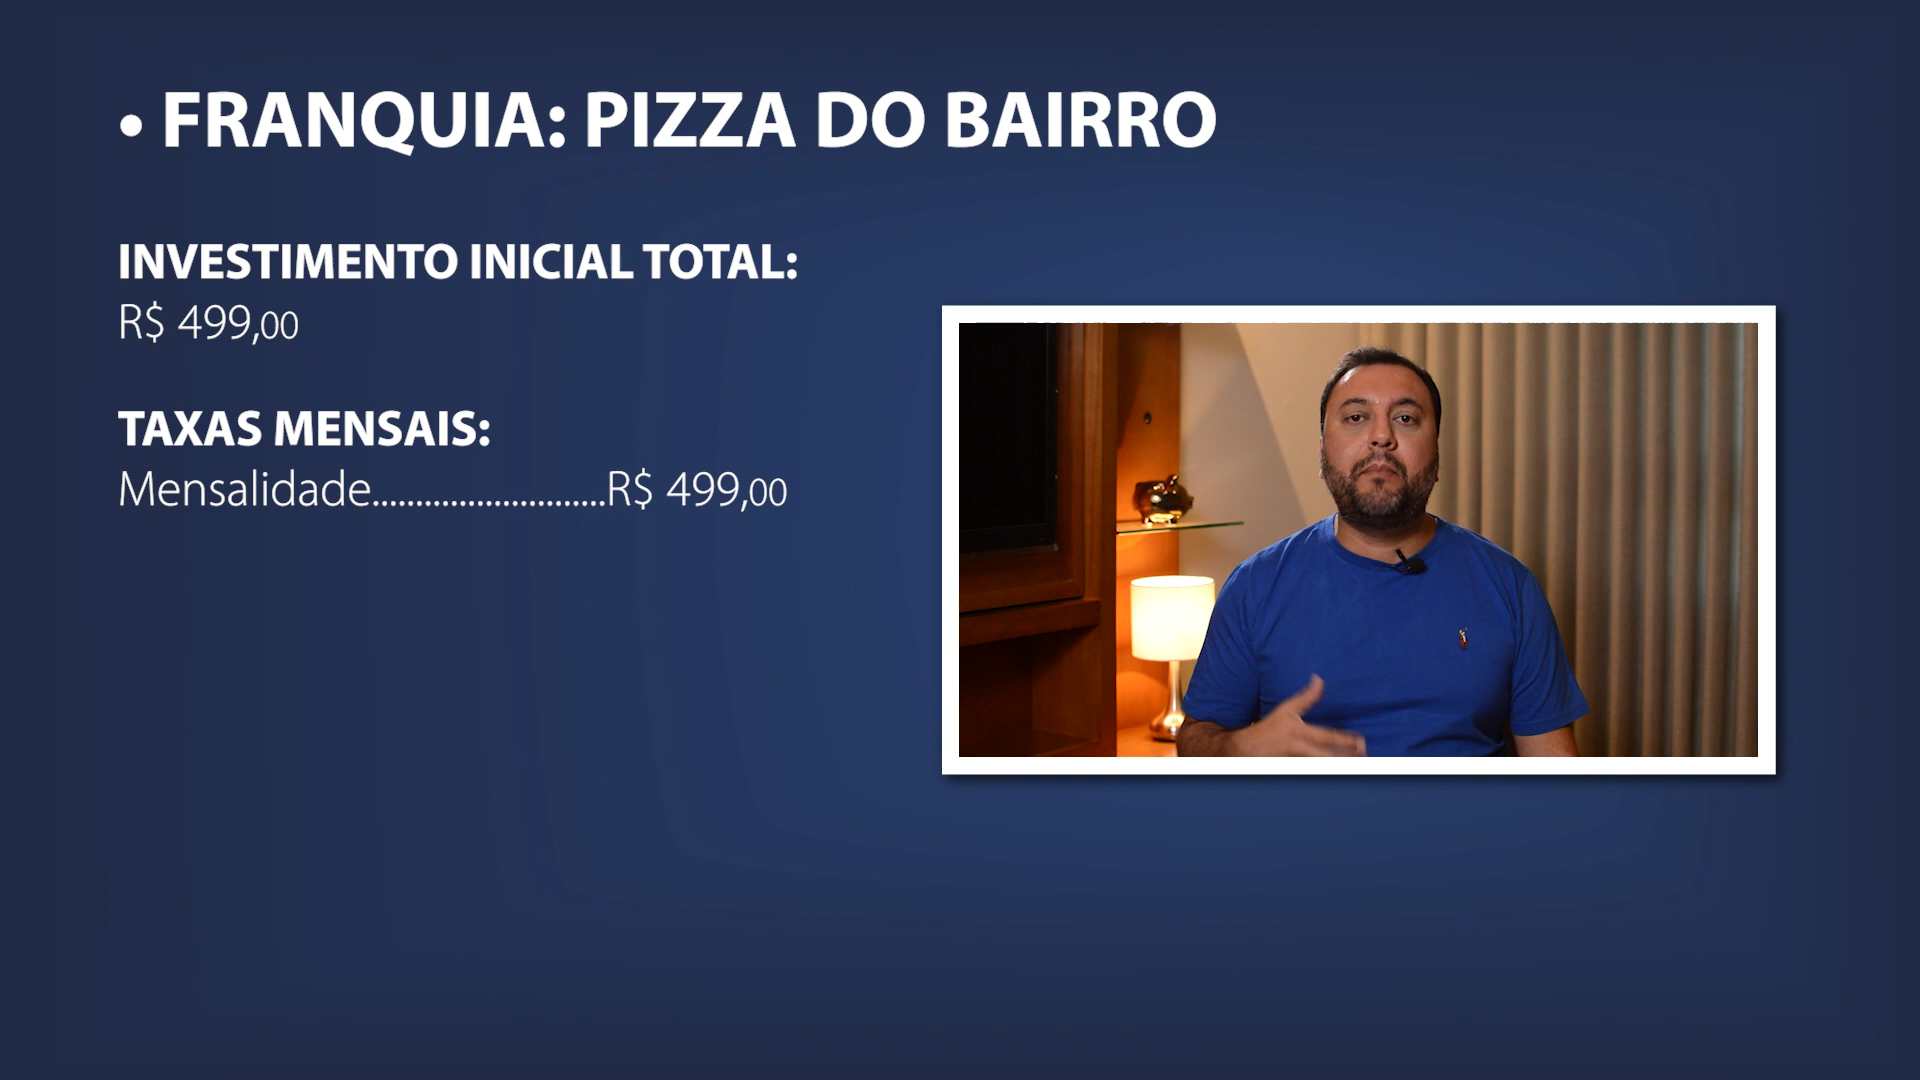 • FRANQUIA: PIZZA DO BAIRRO
INVESTIMENTO INICIAL TOTAL:
R$ 499,00
TAXAS MENSAIS:
Mensalidade..........................R$ 499,00